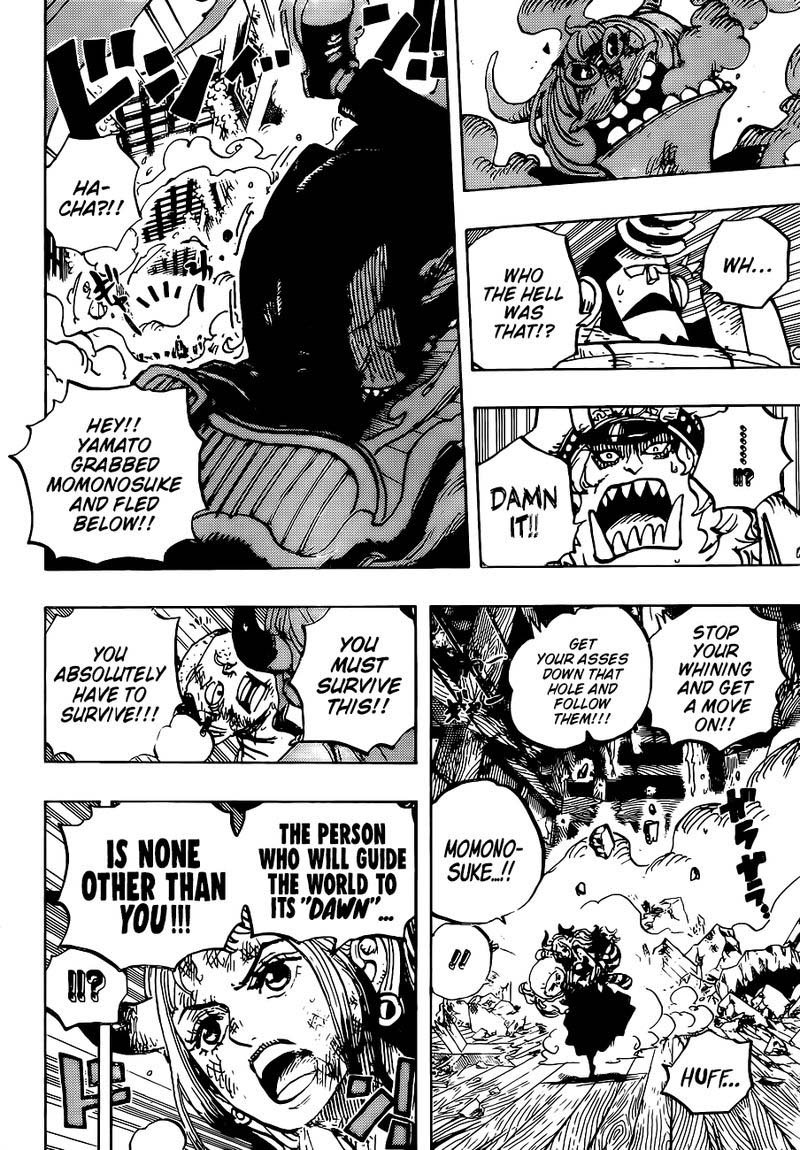 WH...
WHO
THE HELL
WAS
THAT!?
........!!?
DAMN
IT!!
HA-
CHA?!!
HEY!!
YAMATO
GRABBED
MOMONOSUKE
AND FLED
BELOW!!
STOP
YOUR
WHINING
AND GET
A MOVE
ON!!
GET
YOUR ASSES
DOWN THAT
HOLE AND
FOLLOW
THEM!!!
MOMONO-
SUKE...!!
!!
HUFF...
YOU
MUST
SURVIVE
THIS!!
YOU
ABSOLUTELY
HAVE TO
SURVIVE!!!
THE PERSON
WHO WILL GUIDE
THE WORLD TO
ITS "DAWN"...
IS NONE
OTHER THAN
YOU!!!
!!?
ド
ド